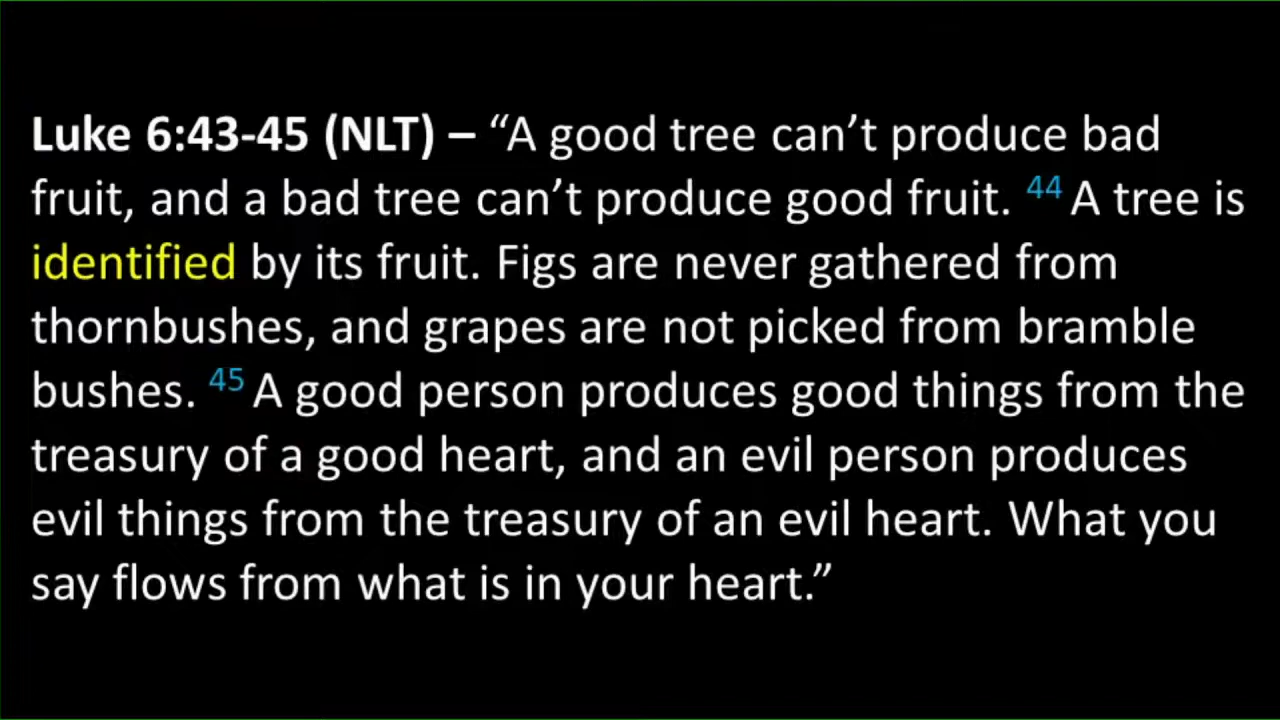 Luke 6:43-45 (NLT) – “A good tree can’t produce bad
fruit, and a bad tree can’t produce good fruit. 44 A tree is
identified by its fruit. Figs are never gathered from
thornbushes, and grapes are not picked from bramble
bushes. 45 A good person produces good things from the
treasury of a good heart, and an evil person produces
evil things from the treasury of an evil heart. What you
say flows from what is in your heart.”